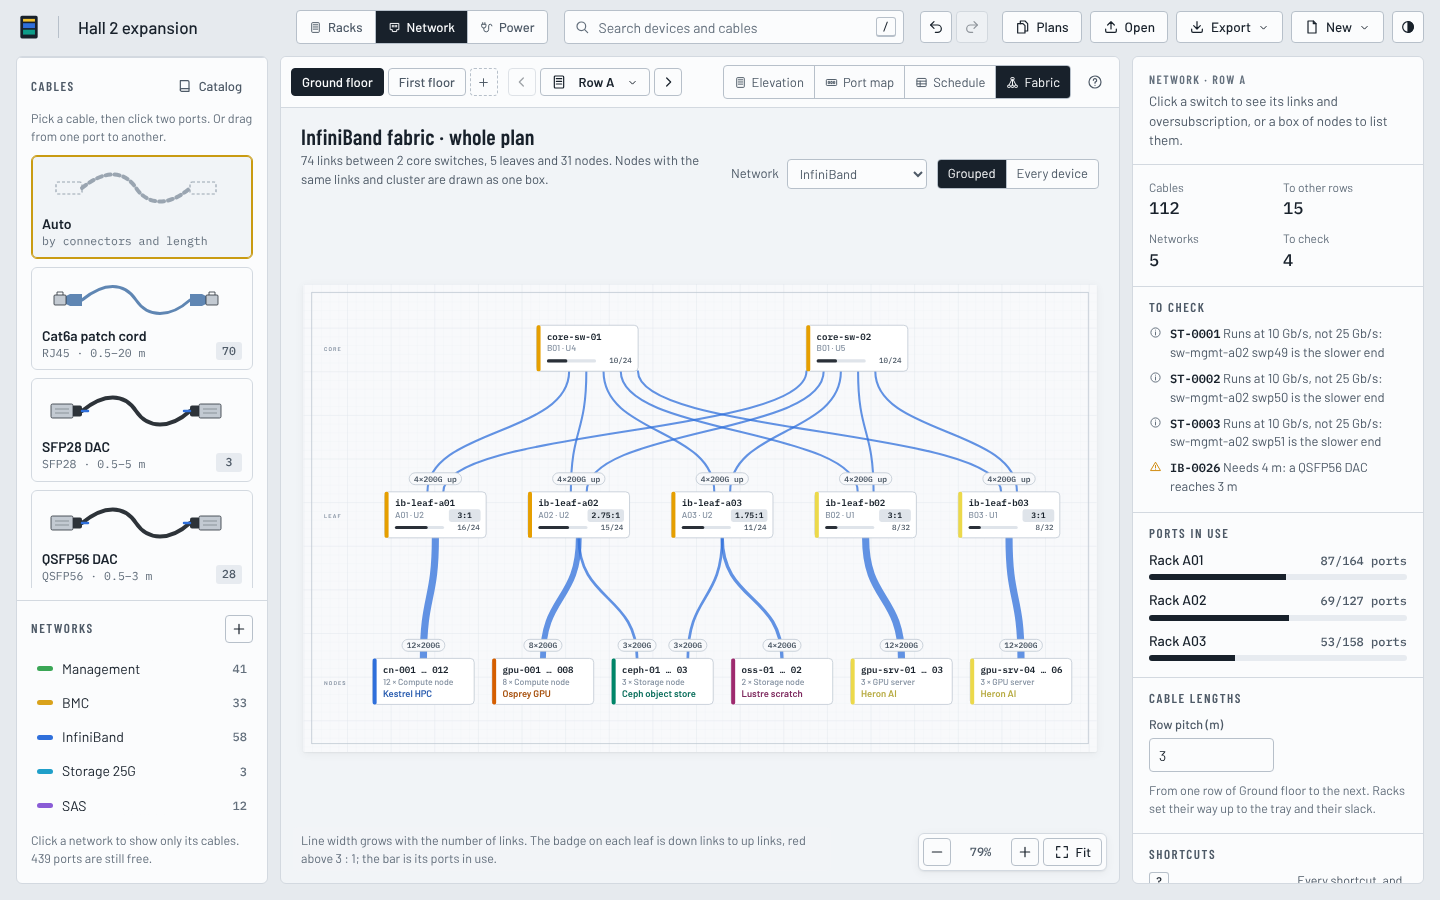 Hall 2 expansion
Racks
Network
Power
Search devices and cables
/
Plans
Open
Export
New
CABLES
Catalog
Pick a cable, then click two ports. Or drag
from one port to another.
Auto
by connectors and length
Cat6a patch cord
RJ45 · 0.5–20 m
70
SFP28 DAC
SFP28 · 0.5–5 m
3
QSFP56 DAC
QSFP56 · 0.5–3 m
28
NETWORKS
Management
41
BMC
33
InfiniBand
58
Storage 25G
3
SAS
12
Click a network to show only its cables.
439 ports are still free.
Ground floor
First floor
Row A
Elevation
Port map
Schedule
Fabric
InfiniBand fabric · whole plan
74 links between 2 core switches, 5 leaves and 31 nodes. Nodes with the
same links and cluster are drawn as one box.
Network
InfiniBand
Grouped
Every device
CORE
core-sw-01
B01 · U4
10/24
core-sw-02
B01 · U5
10/24
4×200G up
4×200G up
4×200G up
4×200G up
4×200G up
LEAF
ib-leaf-a01
A01 · U2
3:1
16/24
ib-leaf-a02
A02 · U2
2.75:1
15/24
ib-leaf-a03
A03 · U2
1.75:1
11/24
ib-leaf-b02
B02 · U1
3:1
8/32
ib-leaf-b03
B03 · U1
3:1
8/32
12×200G
8×200G
3×200G
3×200G
4×200G
12×200G
12×200G
NODES
cn-001 … 012
12 × Compute node
Kestrel HPC
gpu-001 … 008
8 × Compute node
Osprey GPU
ceph-01 … 03
3 × Storage node
Ceph object store
oss-01 … 02
2 × Storage node
Lustre scratch
gpu-srv-01 … 03
3 × GPU server
Heron AI
gpu-srv-04 … 06
3 × GPU server
Heron AI
Line width grows with the number of links. The badge on each leaf is down links to up links, red
above 3 : 1; the bar is its ports in use.
79%
Fit
NETWORK · ROW A
Click a switch to see its links and
oversubscription, or a box of nodes to list
them.
Cables
112
To other rows
15
Networks
5
To check
4
TO CHECK
ST-0001 Runs at 10 Gb/s, not 25 Gb/s:
sw-mgmt-a02 swp49 is the slower end
ST-0002 Runs at 10 Gb/s, not 25 Gb/s:
sw-mgmt-a02 swp50 is the slower end
ST-0003 Runs at 10 Gb/s, not 25 Gb/s:
sw-mgmt-a02 swp51 is the slower end
IB-0026 Needs 4 m: a QSFP56 DAC
reaches 3 m
PORTS IN USE
Rack A01
87/164 ports
Rack A02
69/127 ports
Rack A03
53/158 ports
CABLE LENGTHS
Row pitch (m)
3
From one row of Ground floor to the next. Racks
set their way up to the tray and their slack.
SHORTCUTS
?
Every shortcut, and